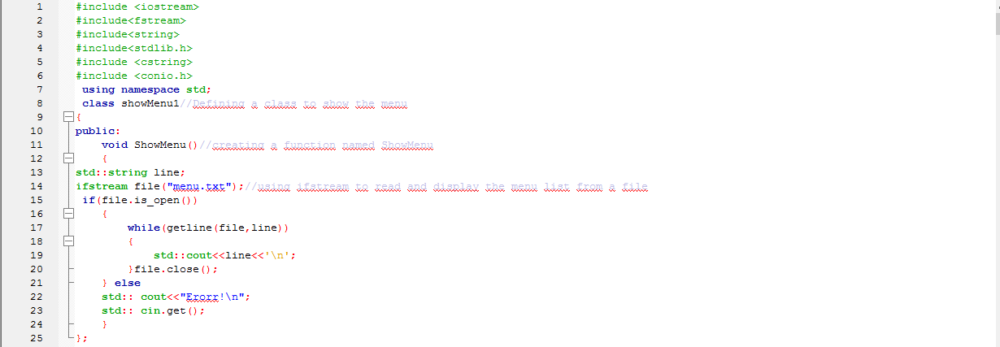 1 #include <iostream>
2 #include<fstream>
3 #include<string>
4 #include<stdlib.h>
5 #include <cstring>
6 #include <conio.h>
7 using namespace std;
8 class showMenu1//Defining a class to show the menu
9 {
10 public:
11 void ShowMenu()//creating a function named ShowMenu
12 {
13 std::string line;
14 ifstream file("menu.txt");//using ifstream to read and display the menu list from a file
15 if(file.is_open())
16 {
17 while(getline(file,line))
18 {
19 std::cout<<line<<'\n';
20 }file.close();
21 } else
22 std:: cout<<"Erorr!\n";
23 std:: cin.get();
24 }
25 };